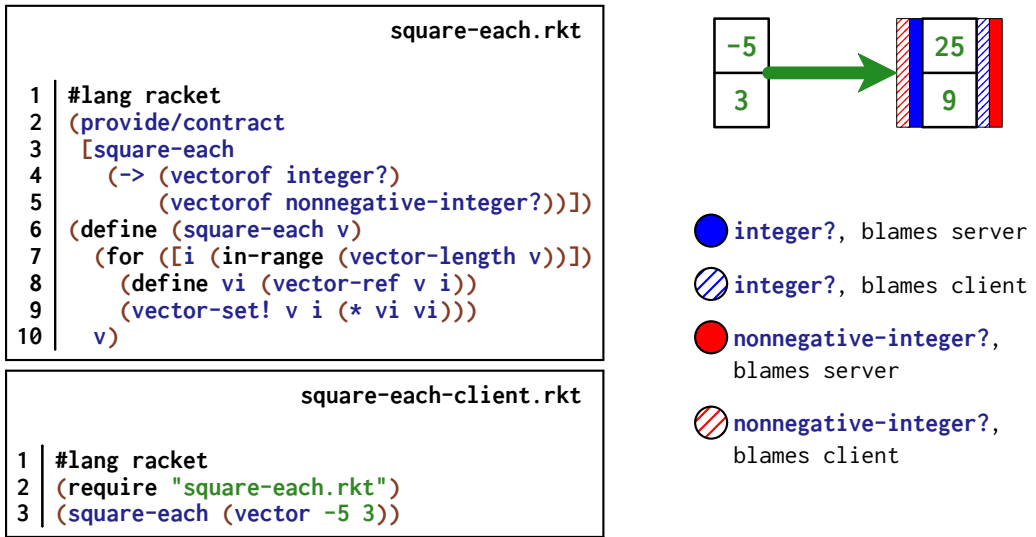 square-each.rkt
1 #lang racket
2 (provide/contract
3 [square-each
4 (-> (vectorof integer?)
5 (vectorof nonnegative-integer?))])
6 (define (square-each v)
7 (for ([i (in-range (vector-length v))])
8 (define vi (vector-ref v i))
9 (vector-set! v i (* vi vi)))
10 v)
square-each-client.rkt
1 #lang racket
2 (require "square-each.rkt")
3 (square-each (vector -5 3))
-5 25
3 9
integer?, blames server
integer?, blames client
nonnegative-integer?,
blames server
nonnegative-integer?,
blames client